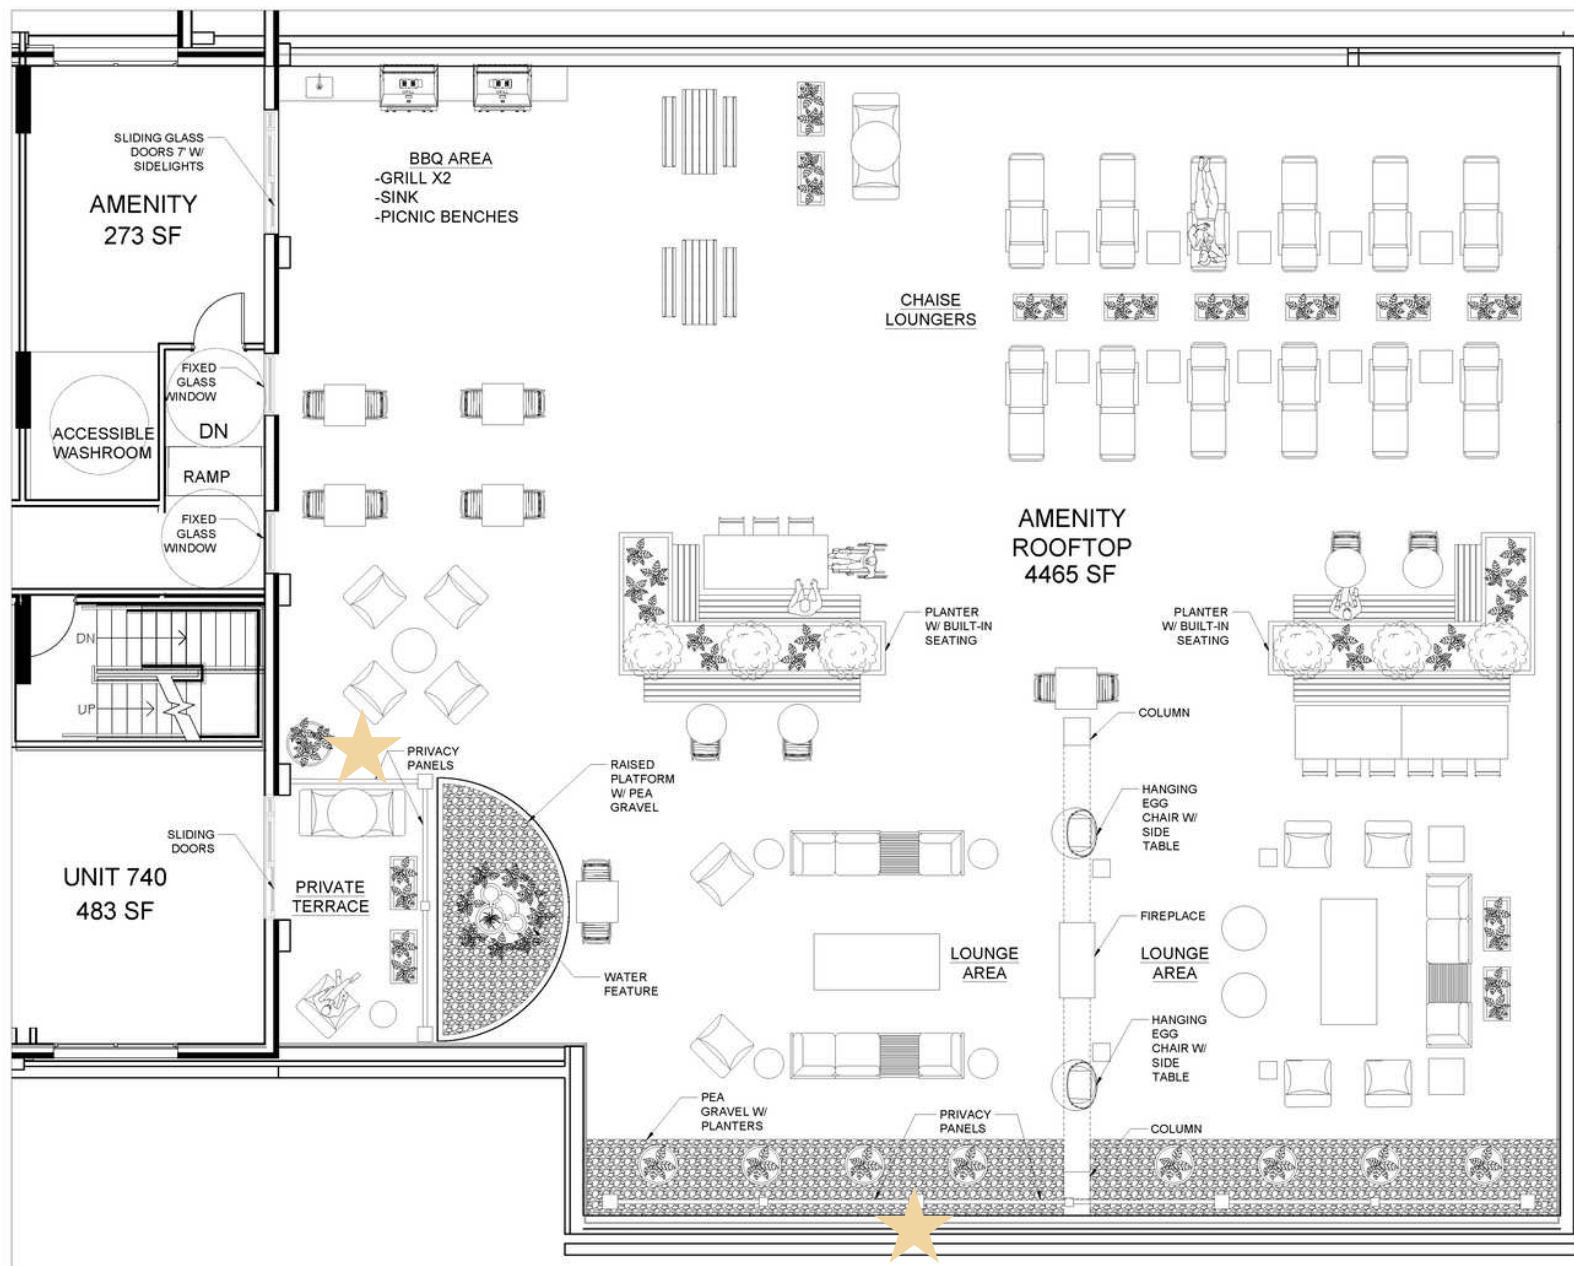 SLIDING GLASS
DOORS 7' W/
SIDELIGHTS
AMENITY
273 SF
BBQ AREA
-GRILL X2
-SINK
-PICNIC BENCHES
CHAISE
LOUNGERS
FIXED
GLASS
WINDOW
DN
ACCESSIBLE
WASHROOM
RAMP
FIXED
GLASS
WINDOW
AMENITY
ROOFTOP
4465 SF
DN
UP
PLANTER
W/ BUILT-IN
SEATING
PLANTER
W/ BUILT-IN
SEATING
COLUMN
PRIVACY
PANELS
RAISED
PLATFORM
W/ PEA
GRAVEL
HANGING
EGG
CHAIR W/
SIDE
TABLE
SLIDING
DOORS
UNIT 740
483 SF
PRIVATE
TERRACE
FIREPLACE
LOUNGE
AREA
LOUNGE
AREA
WATER
FEATURE
HANGING
EGG
CHAIR W/
SIDE
TABLE
PEA
GRAVEL W/
PLANTERS
PRIVACY
PANELS
COLUMN